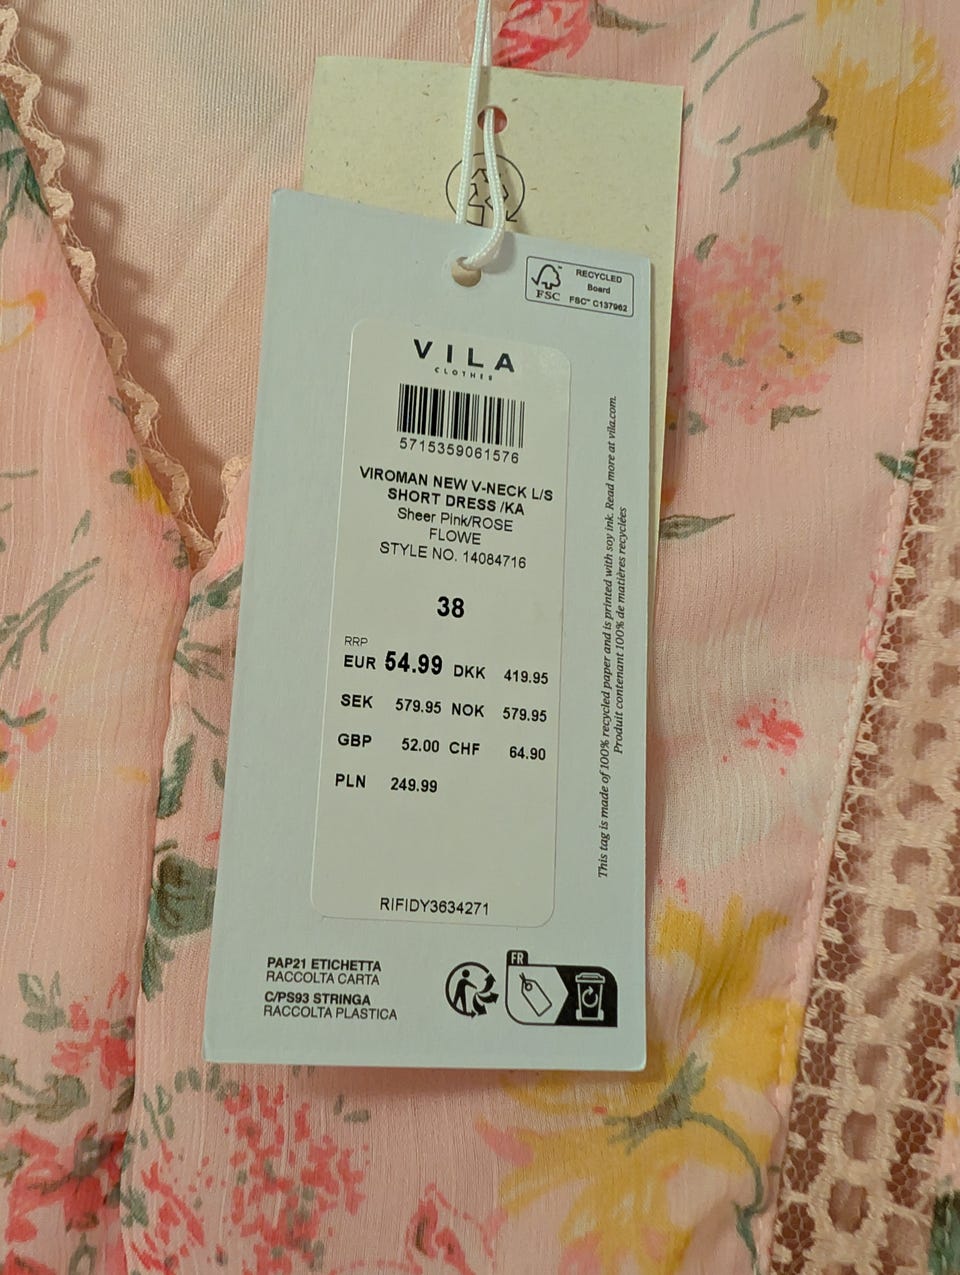 FSC™
RECYCLED
Board
FSC™ C137962
VILA
CLOTHES
5715359061576
VIROMAN NEW V-NECK L/S
SHORT DRESS /KA
Sheer Pink/ROSE
FLOWE
STYLE NO. 14084716
38
RRP
EUR 54.99 DKK 419.95
SEK 579.95 NOK 579.95
GBP 52.00 CHF 64.90
PLN 249.99
RIFIDY3634271
This tag is made of 100% recycled paper and is printed with soy ink. Read more at vila.com.
Produit contenant 100% de matières recyclées
PAP21 ETICHETTA
RACCOLTA CARTA
C/PS93 STRINGA
RACCOLTA PLASTICA
FR